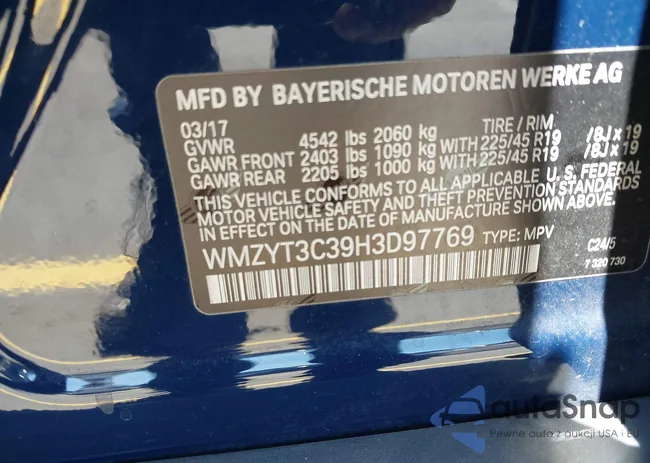 MFD BY BAYERISCHE MOTOREN WERKE AG
03/17 TIRE / RIM
GVWR 4542 lbs 2060 kg
GAWR FRONT 2403 lbs 1090 kg WITH 225/45 R19 /8J x 19
GAWR REAR 2205 lbs 1000 kg WITH 225/45 R19 /8J x 19
THIS VEHICLE CONFORMS TO ALL APPLICABLE U.S. FEDERAL
MOTOR VEHICLE SAFETY AND THEFT PREVENTION STANDARDS
IN EFFECT ON THE DATE OF MANUFACTURE SHOWN ABOVE.
WMZYT3C39H3D97769 TYPE: MPV
C24/5
7 320 730
autoSnap
Pewne auta z aukcji USA i EU